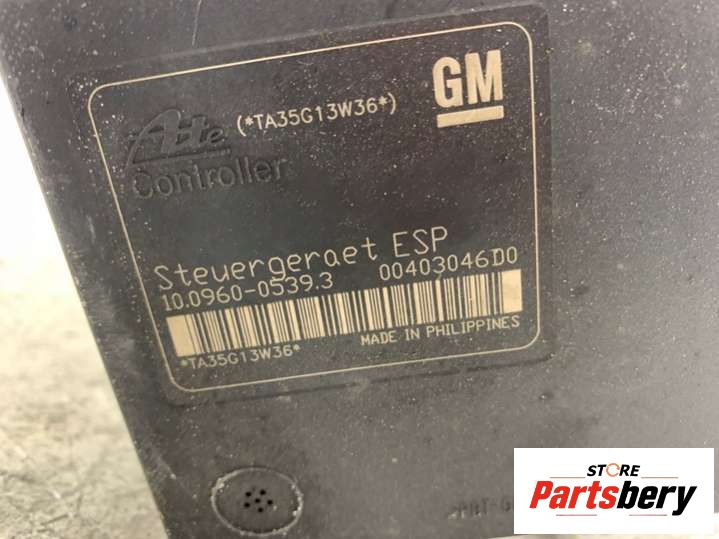 Ate (*TA35G13W36*) GM
Controller
Steuergeraet ESP
10.0960-0539.3 00403046D0
*TA35G13W36* MADE IN PHILIPPINES
STORE
Partsbery